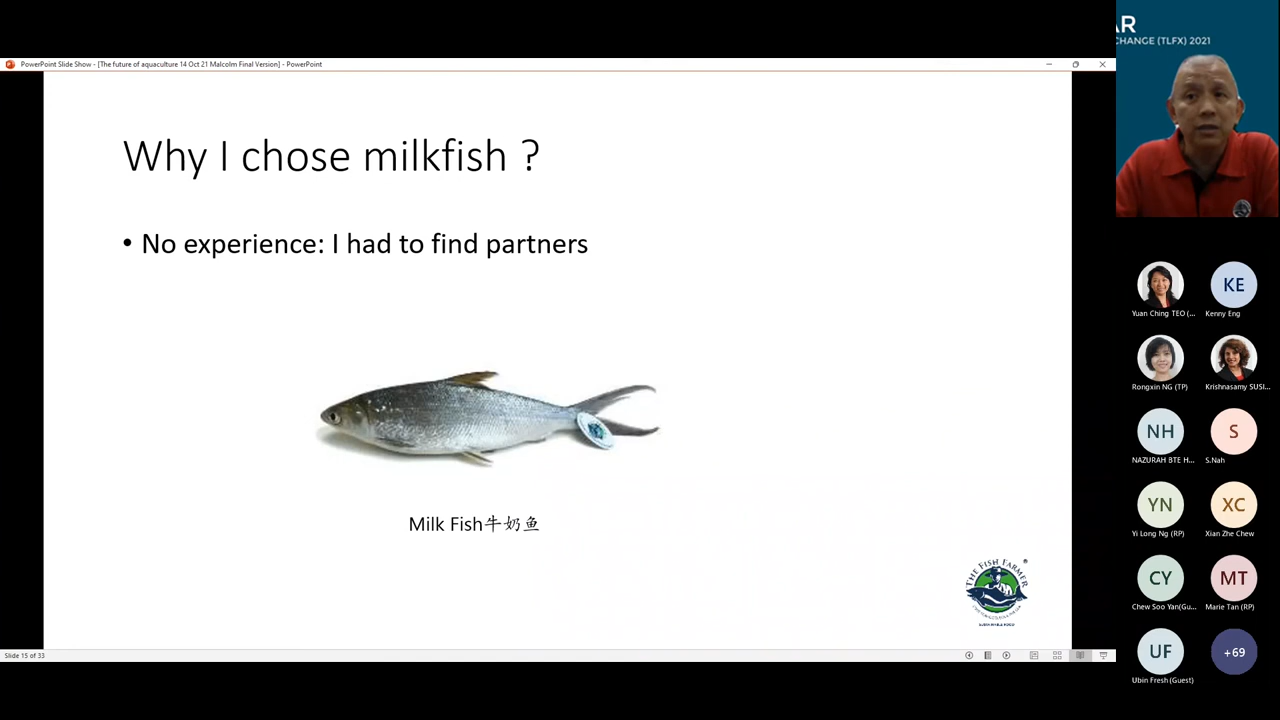 AR
CHANGE (TLFX) 2021
PowerPoint Slide Show - [The future of aquaculture 14 Oct 21 Malcolm Final Version] - PowerPoint
Why I chose milkfish ?
• No experience: I had to find partners
Milk Fish牛奶鱼
THE FISH FARMER
®
Slide 15 of 33
Yuan Ching TEO (...
KE
Kenny Eng
Rongxin NG (TP)
Krishnasamy SUSI...
NH
NAZURAH BTE H...
S
S.Nah
YN
Yi Long Ng (RP)
XC
Xian Zhe Chew
CY
Chew Soo Yan(Gu...
MT
Marie Tan (RP)
UF
Ubin Fresh (Guest)
+69